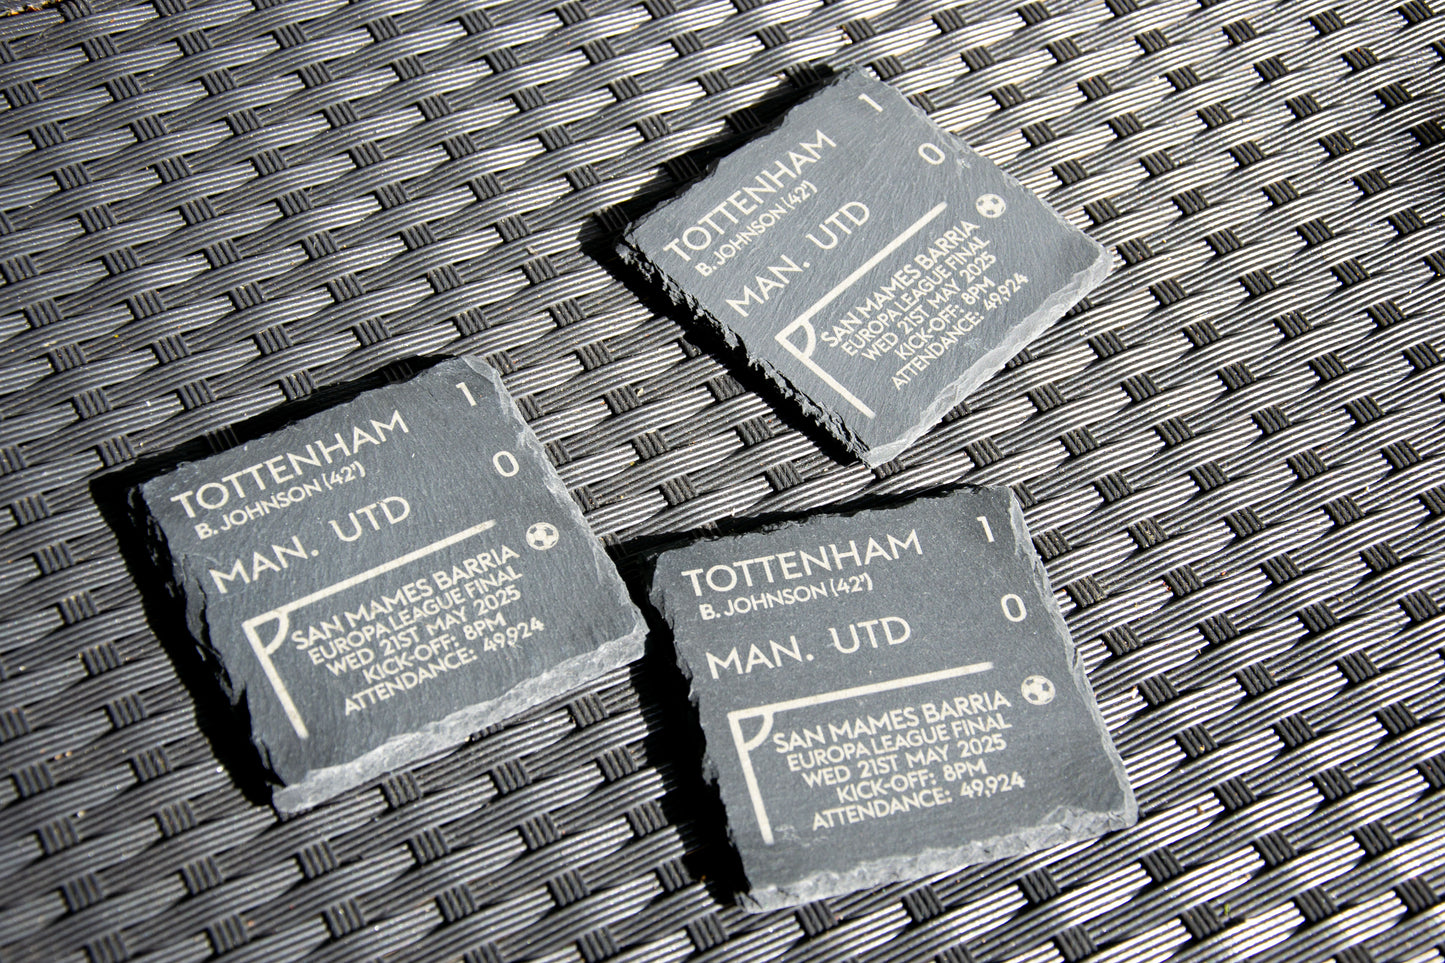 TOTTENHAM 1
B. JOHNSON (42')
MAN. UTD 0
SAN MAMES BARRIA
EUROPA LEAGUE FINAL
WED 21ST MAY 2025
KICK-OFF: 8PM
ATTENDANCE: 49,924
TOTTENHAM 1
B. JOHNSON (42')
MAN. UTD 0
SAN MAMES BARRIA
EUROPA LEAGUE FINAL
WED 21ST MAY 2025
KICK-OFF: 8PM
ATTENDANCE: 49,924
TOTTENHAM 1
B. JOHNSON (42')
MAN. UTD 0
SAN MAMES BARRIA
EUROPA LEAGUE FINAL
WED 21ST MAY 2025
KICK-OFF: 8PM
ATTENDANCE: 49,924